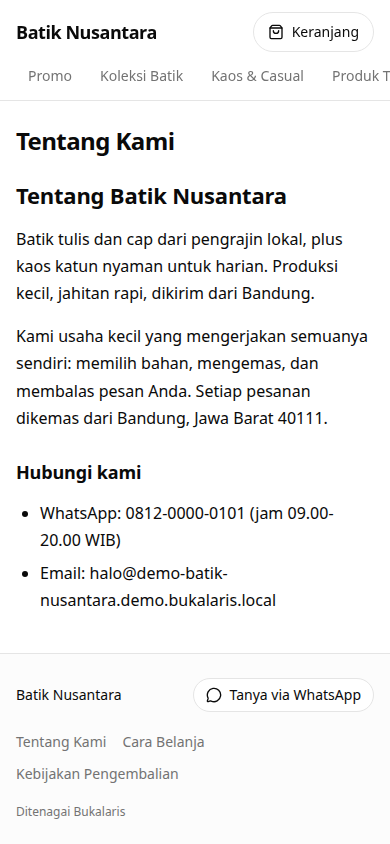 Batik Nusantara
Keranjang
Promo
Koleksi Batik
Kaos & Casual
Produk T
Tentang Kami
Tentang Batik Nusantara
Batik tulis dan cap dari pengrajin lokal, plus
kaos katun nyaman untuk harian. Produksi
kecil, jahitan rapi, dikirim dari Bandung.
Kami usaha kecil yang mengerjakan semuanya
sendiri: memilih bahan, mengemas, dan
membalas pesan Anda. Setiap pesanan
dikemas dari Bandung, Jawa Barat 40111.
Hubungi kami
WhatsApp: 0812-0000-0101 (jam 09.00-
20.00 WIB)
Email: halo@demo-batik-
nusantara.demo.bukalaris.local
Batik Nusantara
Tanya via WhatsApp
Tentang Kami
Cara Belanja
Kebijakan Pengembalian
Ditenagai Bukalaris